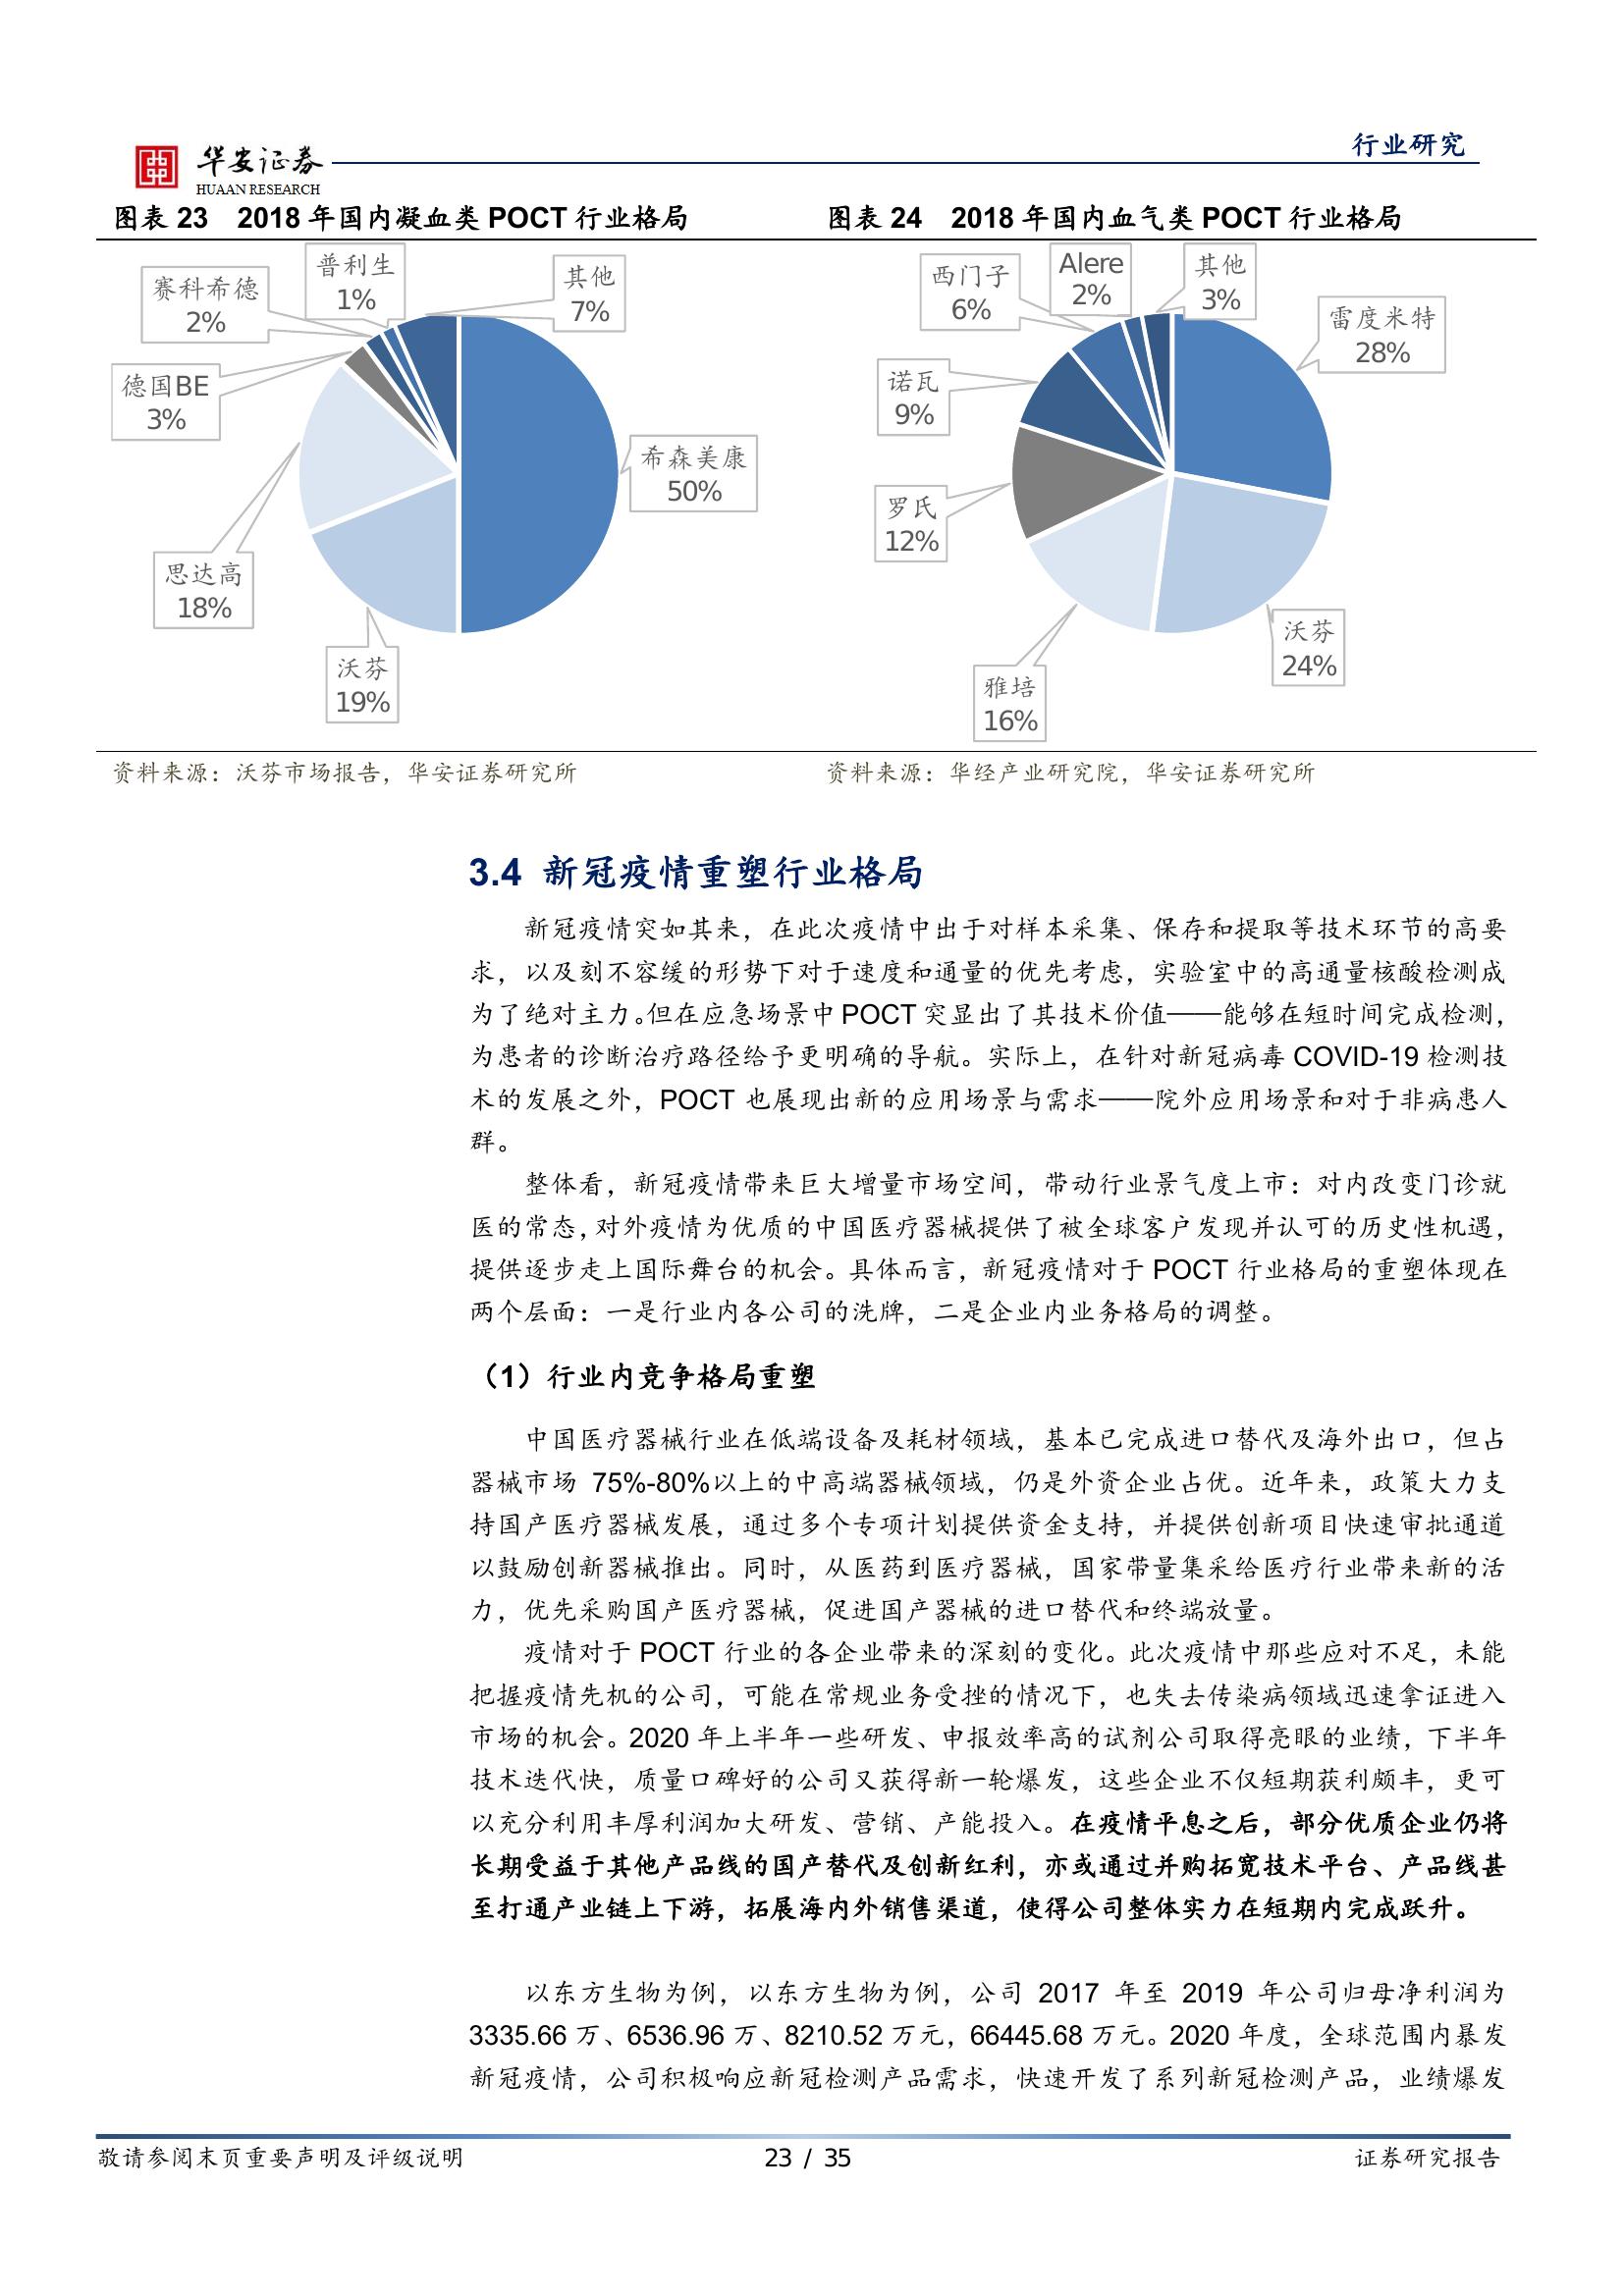 行业研究
华安证券
HUAAN RESEARCH
图表 23 2018 年国内凝血类 POCT 行业格局
普利生
1%
其他
7%
赛科希德
2%
德国BE
3%
希森美康
50%
思达高
18%
沃芬
19%
资料来源：沃芬市场报告，华安证券研究所
图表 24 2018 年国内血气类 POCT 行业格局
西门子
6%
Alere
2%
其他
3%
雷度米特
28%
诺瓦
9%
罗氏
12%
沃芬
24%
雅培
16%
资料来源：华经产业研究院，华安证券研究所
3.4 新冠疫情重塑行业格局
新冠疫情突如其来，在此次疫情中出于对样本采集、保存和提取等技术环节的高要
求，以及刻不容缓的形势下对于速度和通量的优先考虑，实验室中的高通量核酸检测成
为了绝对主力。但在应急场景中 POCT 突显出了其技术价值——能够在短时间完成检测，
为患者的诊断治疗路径给予更明确的导航。实际上，在针对新冠病毒 COVID-19 检测技
术的发展之外，POCT 也展现出新的应用场景与需求——院外应用场景和对于非病患人
群。
整体看，新冠疫情带来巨大增量市场空间，带动行业景气度上市：对内改变门诊就
医的常态，对外疫情为优质的中国医疗器械提供了被全球客户发现并认可的历史性机遇，
提供逐步走上国际舞台的机会。具体而言，新冠疫情对于 POCT 行业格局的重塑体现在
两个层面：一是行业内各公司的洗牌，二是企业内业务格局的调整。
（1）行业内竞争格局重塑
中国医疗器械行业在低端设备及耗材领域，基本已完成进口替代及海外出口，但占
器械市场 75%-80%以上的中高端器械领域，仍是外资企业占优。近年来，政策大力支
持国产医疗器械发展，通过多个专项计划提供资金支持，并提供创新项目快速审批通道
以鼓励创新器械推出。同时，从医药到医疗器械，国家带量集采给医疗行业带来新的活
力，优先采购国产医疗器械，促进国产器械的进口替代和终端放量。
疫情对于 POCT 行业的各企业带来的深刻的变化。此次疫情中那些应对不足，未能
把握疫情先机的公司，可能在常规业务受挫的情况下，也失去传染病领域迅速拿证进入
市场的机会。2020 年上半年一些研发、申报效率高的试剂公司取得亮眼的业绩，下半年
技术迭代快，质量口碑好的公司又获得新一轮爆发，这些企业不仅短期获利颇丰，更可
以充分利用丰厚利润加大研发、营销、产能投入。在疫情平息之后，部分优质企业仍将
长期受益于其他产品线的国产替代及创新红利，亦或通过并购拓宽技术平台、产品线甚
至打通产业链上下游，拓展海内外销售渠道，使得公司整体实力在短期内完成跃升。
以东方生物为例，以东方生物为例，公司 2017 年至 2019 年公司归母净利润为
3335.66 万、6536.96 万、8210.52 万元，66445.68 万元。2020 年度，全球范围内暴发
新冠疫情，公司积极响应新冠检测产品需求，快速开发了系列新冠检测产品，业绩爆发
敬请参阅末页重要声明及评级说明
23 / 35
证券研究报告